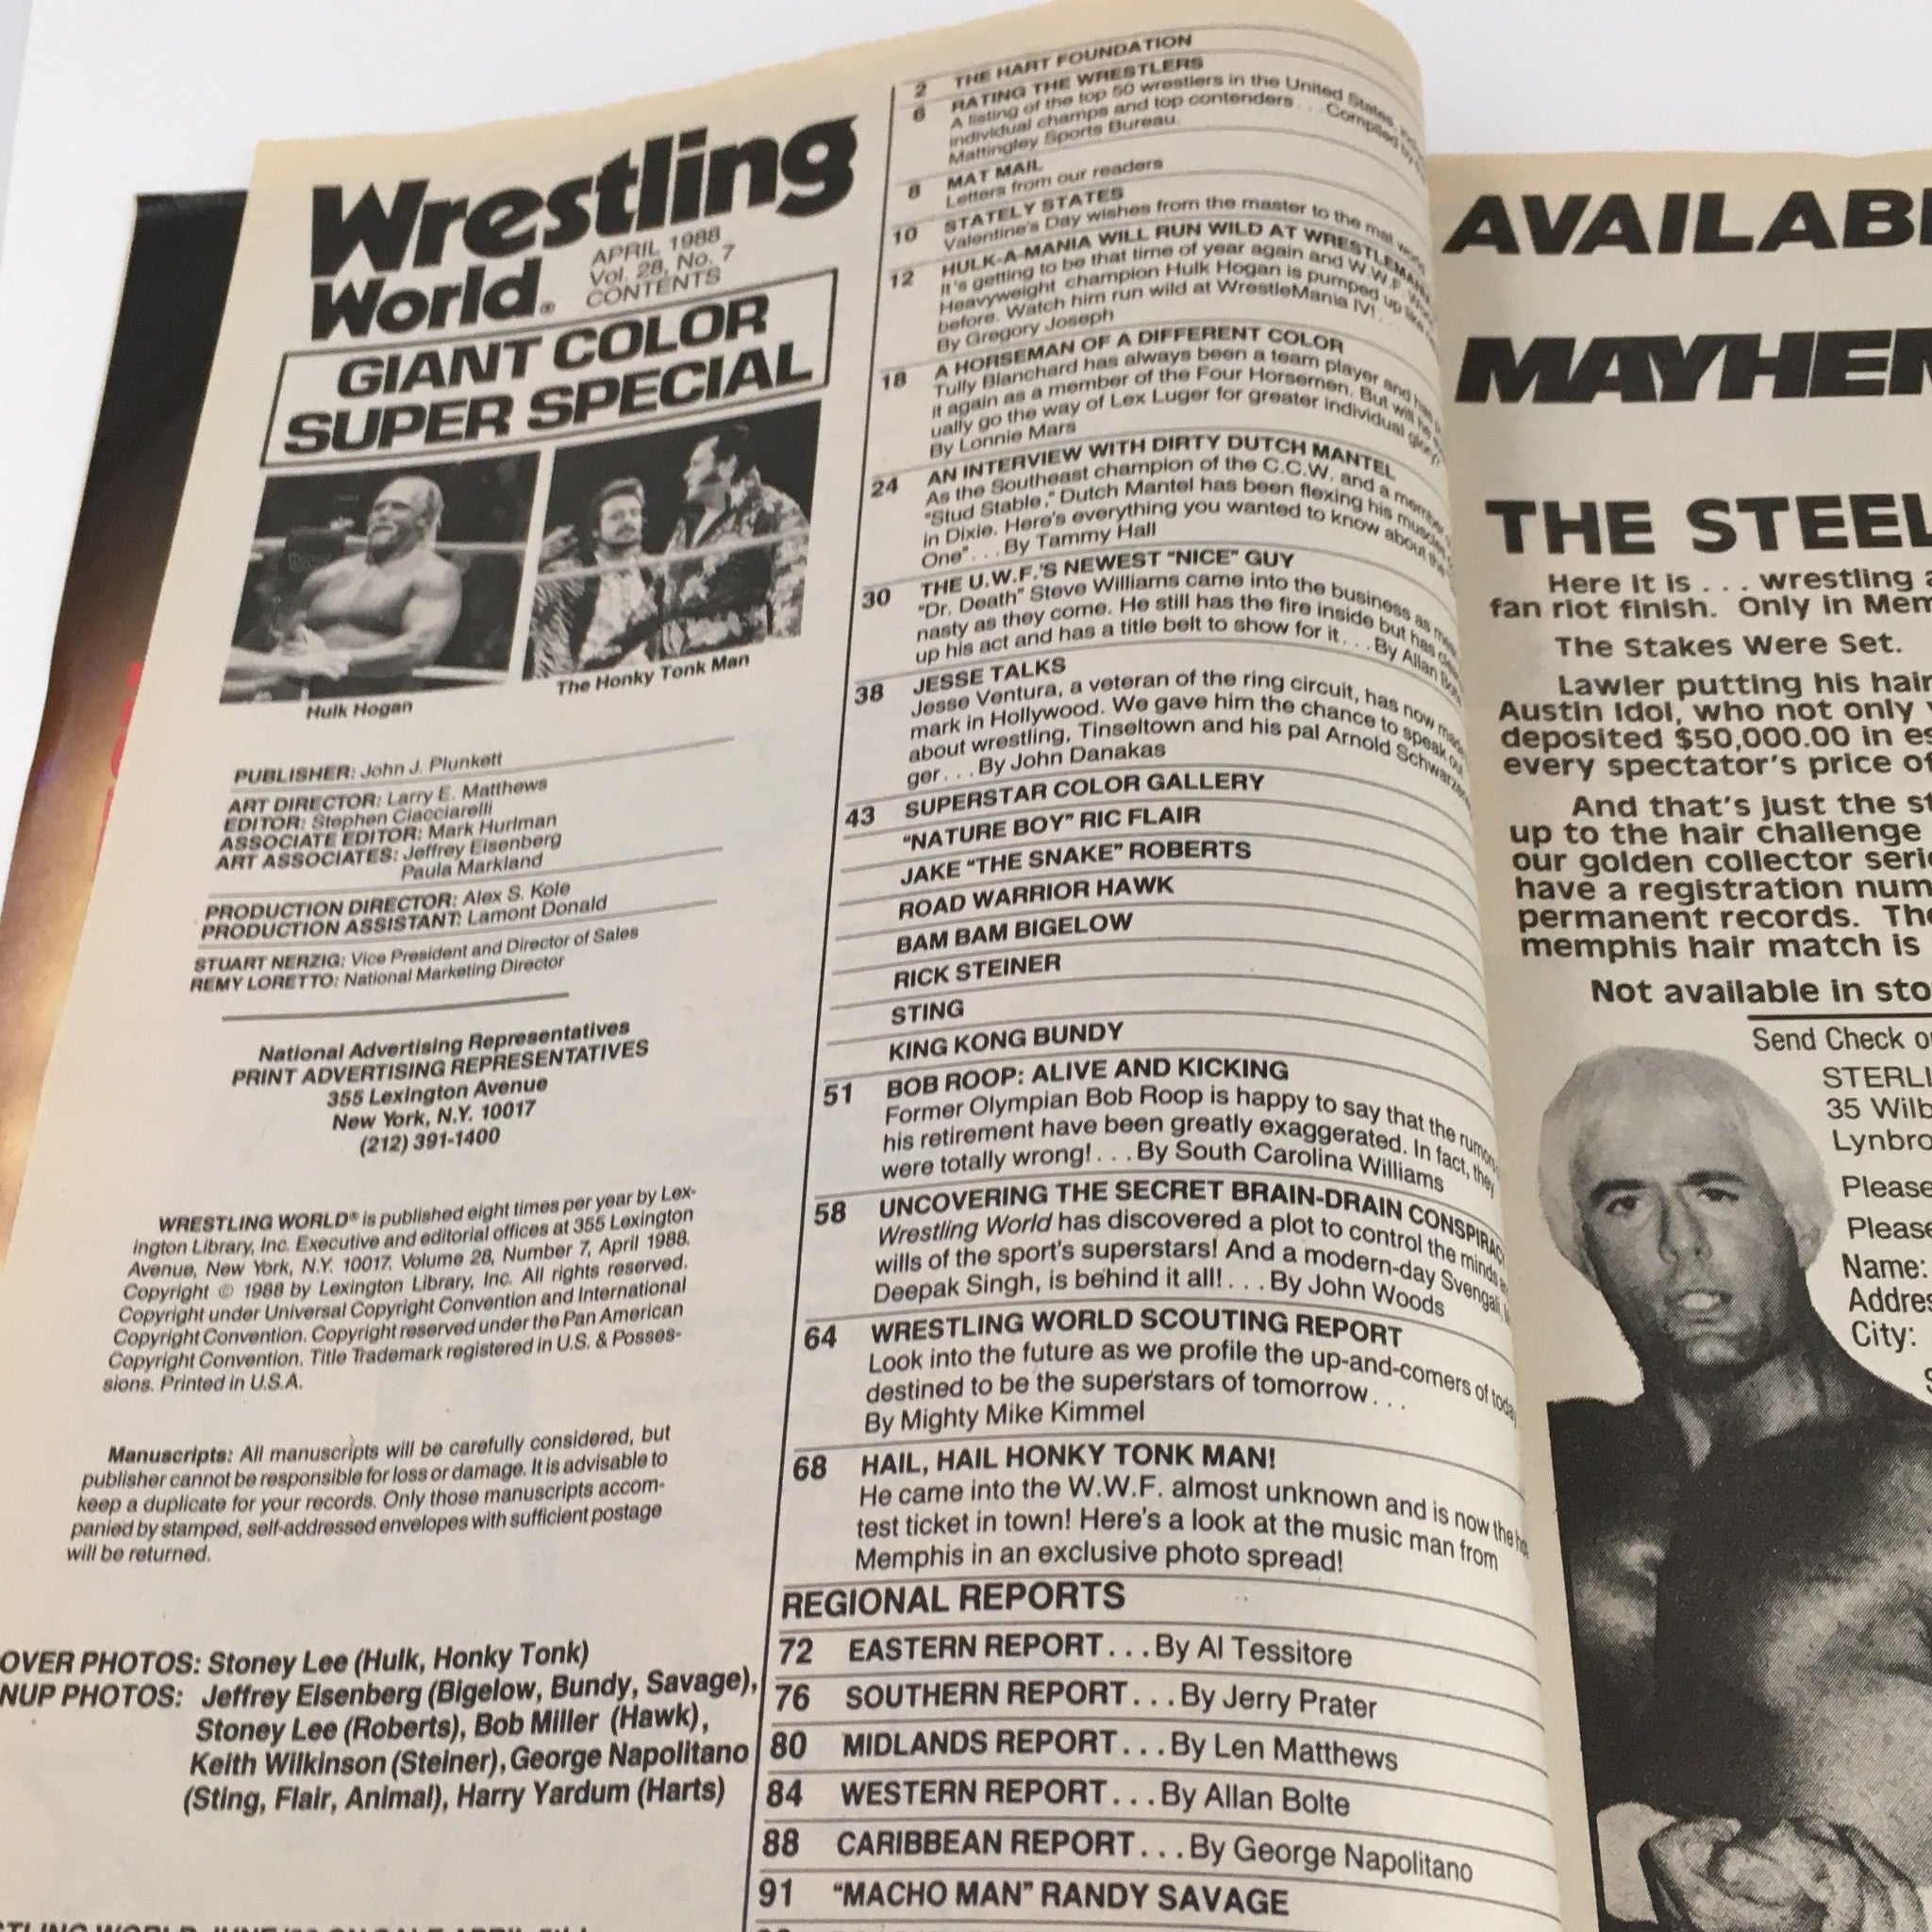 Wrestling
World®
APRIL 1988
Vol. 28, No. 7
CONTENTS
GIANT COLOR
SUPER SPECIAL
Hulk Hogan
The Honky Tonk Man
PUBLISHER: John J. Plunkett
ART DIRECTOR: Larry E. Matthews
EDITOR: Stephen Ciacciarelli
ASSOCIATE EDITOR: Mark Hurlman
ART ASSOCIATES: Jeffrey Eisenberg
Paula Markland
PRODUCTION DIRECTOR: Alex S. Kole
PRODUCTION ASSISTANT: Lamont Donald
STUART NERZIG: Vice President and Director of Sales
REMY LORETTO: National Marketing Director
National Advertising Representatives
PRINT ADVERTISING REPRESENTATIVES
355 Lexington Avenue
New York, N.Y. 10017
(212) 391-1400
WRESTLING WORLD® is published eight times per year by Lex-
ington Library, Inc. Executive and editorial offices at 355 Lexington
Avenue, New York, N.Y. 10017. Volume 28, Number 7, April 1988.
Copyright © 1988 by Lexington Library, Inc. All rights reserved.
Copyright under Universal Copyright Convention and International
Copyright Convention. Copyright reserved under the Pan American
Copyright Convention. Title Trademark registered in U.S. & Posses-
sions. Printed in U.S.A.
Manuscripts: All manuscripts will be carefully considered, but
publisher cannot be responsible for loss or damage. It is advisable to
keep a duplicate for your records. Only those manuscripts accom-
panied by stamped, self-addressed envelopes with sufficient postage
will be returned.
OVER PHOTOS: Stoney Lee (Hulk, Honky Tonk)
NUP PHOTOS: Jeffrey Eisenberg (Bigelow, Bundy, Savage),
Stoney Lee (Roberts), Bob Miller (Hawk),
Keith Wilkinson (Steiner), George Napolitano
(Sting, Flair, Animal), Harry Yardum (Harts)
2 THE HART FOUNDATION
6 RATING THE WRESTLERS
A listing of the top 50 wrestlers in the United States,
individual champs and top contenders . . . Compiled by
Mattingley Sports Bureau.
8 MAT MAIL
Letters from our readers
10 STATELY STATES
Valentine's Day wishes from the master to the mat world
12 HULK-A-MANIA WILL RUN WILD AT WRESTLEMANIA
It's getting to be that time of year again and W.W.F. World
Heavyweight champion Hulk Hogan is pumped up like
before. Watch him run wild at WrestleMania IV! . . .
By Gregory Joseph
18 A HORSEMAN OF A DIFFERENT COLOR
Tully Blanchard has always been a team player and has
it again as a member of the Four Horsemen. But will he
ually go the way of Lex Luger for greater individual glory?
By Lonnie Mars
24 AN INTERVIEW WITH DIRTY DUTCH MANTEL
As the Southeast champion of the C.C.W. and a member
"Stud Stable," Dutch Mantel has been flexing his muscles
in Dixie. Here's everything you wanted to know about the
One" . . . By Tammy Hall
30 THE U.W.F.'S NEWEST "NICE" GUY
"Dr. Death" Steve Williams came into the business as
nasty as they come. He still has the fire inside but has
up his act and has a title belt to show for it . . . By Allan
38 JESSE TALKS
Jesse Ventura, a veteran of the ring circuit, has now made
mark in Hollywood. We gave him the chance to speak out
about wrestling, Tinseltown and his pal Arnold Schwarzeneg-
ger . . . By John Danakas
43 SUPERSTAR COLOR GALLERY
"NATURE BOY" RIC FLAIR
JAKE "THE SNAKE" ROBERTS
ROAD WARRIOR HAWK
BAM BAM BIGELOW
RICK STEINER
STING
KING KONG BUNDY
51 BOB ROOP: ALIVE AND KICKING
Former Olympian Bob Roop is happy to say that the rumors
his retirement have been greatly exaggerated. In fact, they
were totally wrong! . . . By South Carolina Williams
58 UNCOVERING THE SECRET BRAIN-DRAIN CONSPIRACY
Wrestling World has discovered a plot to control the minds
wills of the sport's superstars! And a modern-day Svengali,
Deepak Singh, is behind it all! . . . By John Woods
64 WRESTLING WORLD SCOUTING REPORT
Look into the future as we profile the up-and-comers of today
destined to be the superstars of tomorrow . . .
By Mighty Mike Kimmel
68 HAIL, HAIL HONKY TONK MAN!
He came into the W.W.F. almost unknown and is now the hot-
test ticket in town! Here's a look at the music man from
Memphis in an exclusive photo spread!
REGIONAL REPORTS
72 EASTERN REPORT . . . By Al Tessitore
76 SOUTHERN REPORT . . . By Jerry Prater
80 MIDLANDS REPORT . . . By Len Matthews
84 WESTERN REPORT . . . By Allan Bolte
88 CARIBBEAN REPORT . . . By George Napolitano
91 "MACHO MAN" RANDY SAVAGE
AVAILAB
MAYHEM
THE STEEL
Here it is . . . wrestling
fan riot finish. Only in Mem
The Stakes Were Set.
Lawler putting his hair
Austin Idol, who not only
deposited $50,000.00 in es
every spectator's price of
And that's just the st
up to the hair challenge
our golden collector seri
have a registration num
permanent records. The
memphis hair match is
Not available in sto
Send Check o
STERLI
35 Wilb
Lynbro
Please
Please
Name:
Addres
City: